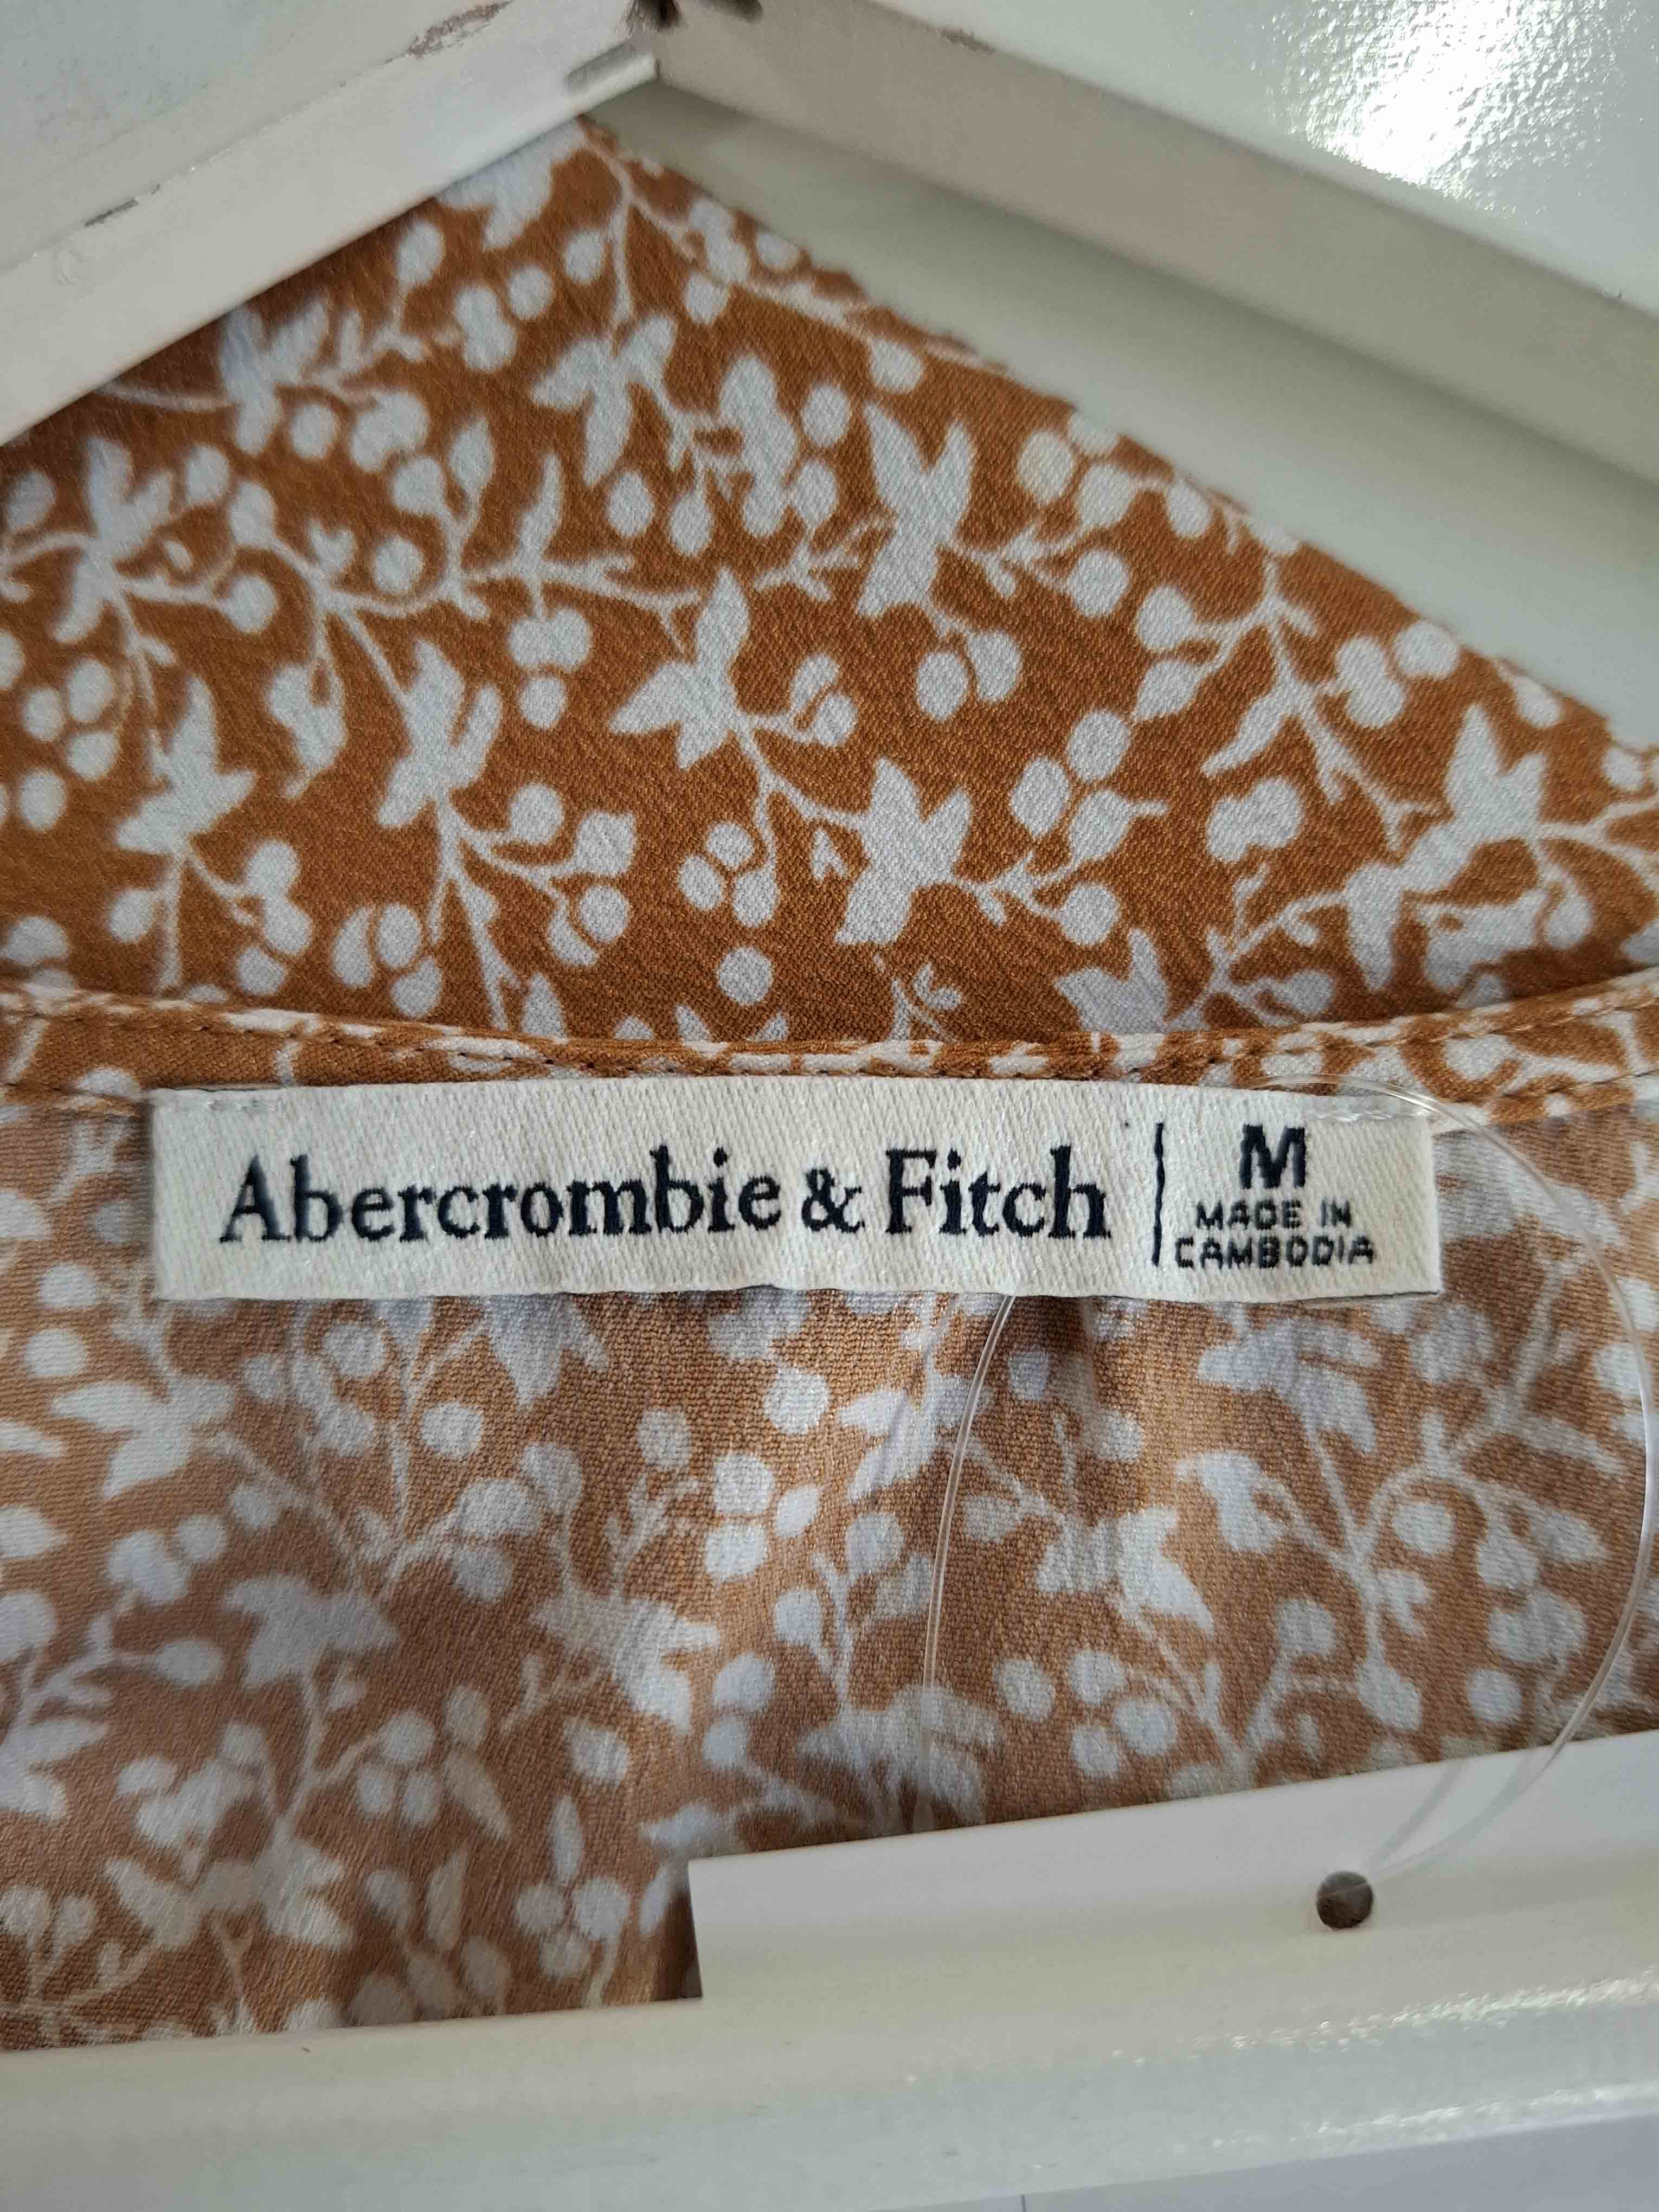 Abercrombie & Fitch
M
MADE IN
CAMBODIA